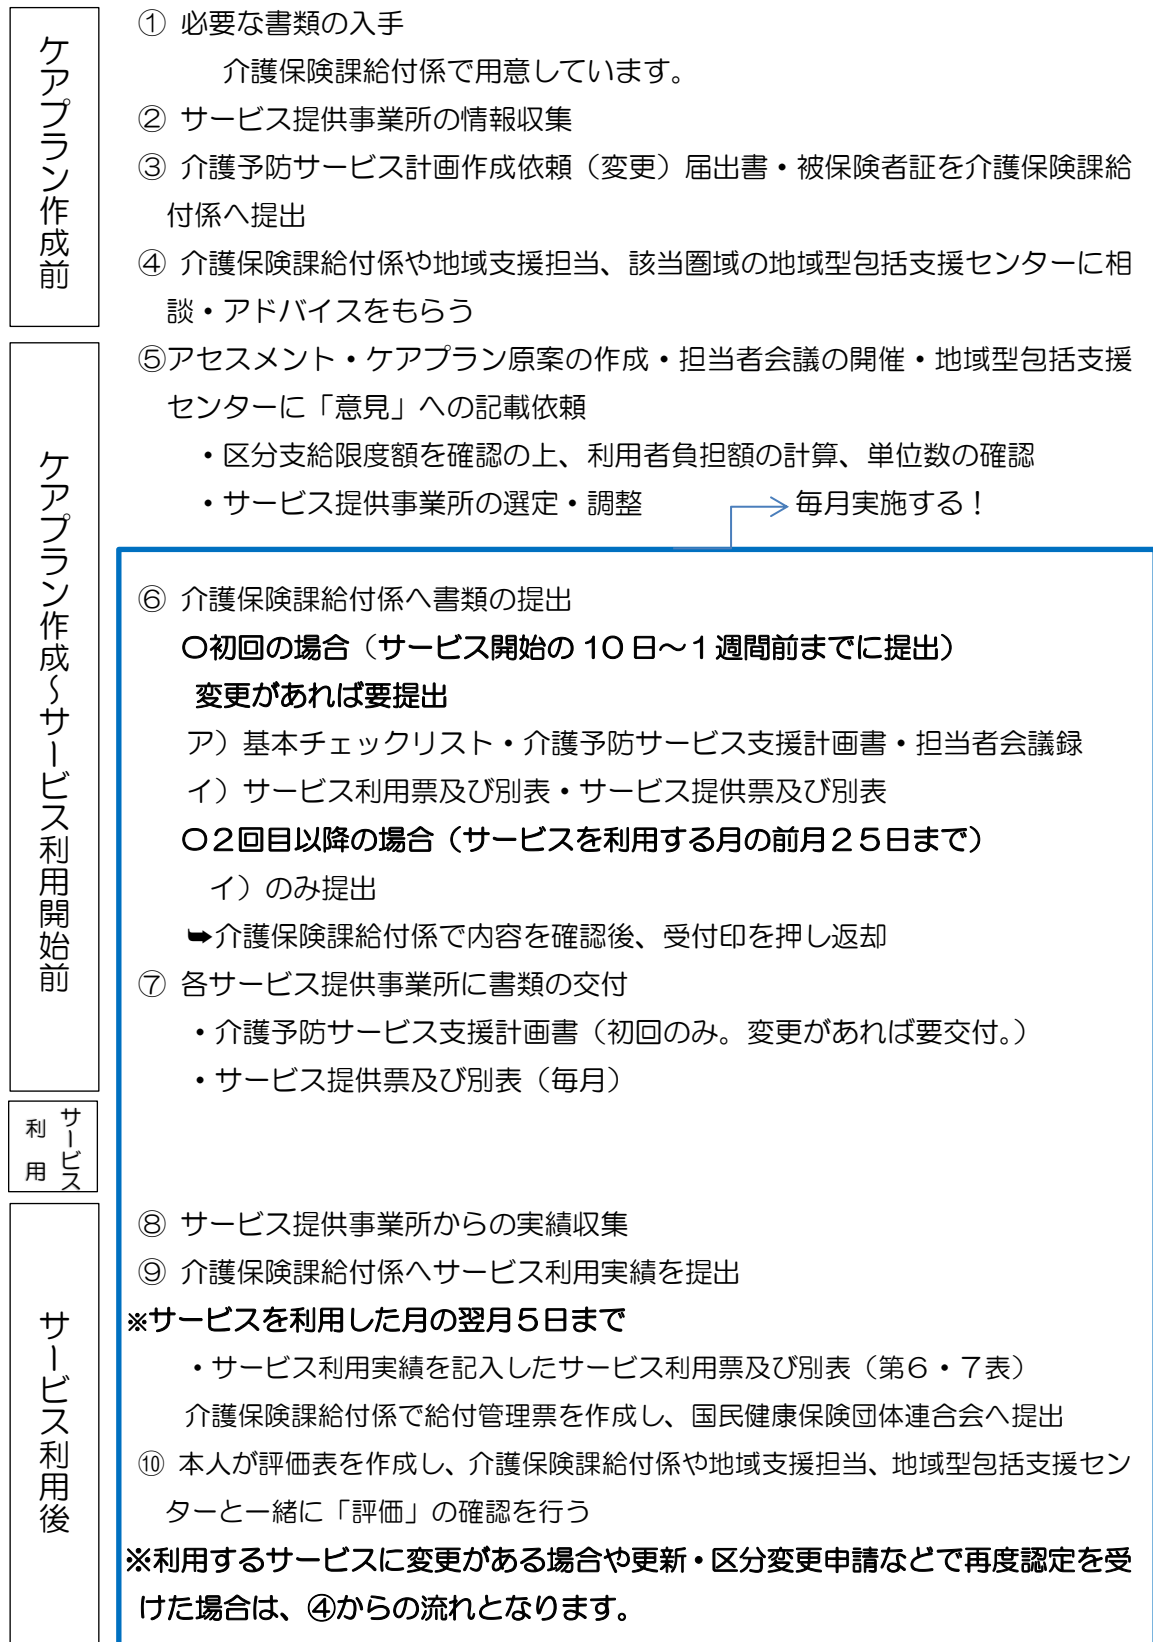 ケアプラン作成前
① 必要な書類の入手
介護保険課給付係で用意しています。
② サービス提供事業所の情報収集
③ 介護予防サービス計画作成依頼（変更）届出書・被保険者証を介護保険課給
付係へ提出
④ 介護保険課給付係や地域支援担当、該当圏域の地域型包括支援センターに相
談・アドバイスをもらう
ケアプラン作成～サービス利用開始前
⑤アセスメント・ケアプラン原案の作成・担当者会議の開催・地域型包括支援
センターに「意見」への記載依頼
・区分支給限度額を確認の上、利用者負担額の計算、単位数の確認
・サービス提供事業所の選定・調整
毎月実施する！
⑥ 介護保険課給付係へ書類の提出
〇初回の場合（サービス開始の 10 日～１週間前までに提出）
変更があれば要提出
ア）基本チェックリスト・介護予防サービス支援計画書・担当者会議録
イ）サービス利用票及び別表・サービス提供票及び別表
〇２回目以降の場合（サービスを利用する月の前月２５日まで）
イ）のみ提出
➥介護保険課給付係で内容を確認後、受付印を押し返却
⑦ 各サービス提供事業所に書類の交付
・介護予防サービス支援計画書（初回のみ。変更があれば要交付。）
・サービス提供票及び別表（毎月）
サービス
利用
サービス利用後
⑧ サービス提供事業所からの実績収集
⑨ 介護保険課給付係へサービス利用実績を提出
※サービスを利用した月の翌月５日まで
・サービス利用実績を記入したサービス利用票及び別表（第６・７表）
介護保険課給付係で給付管理票を作成し、国民健康保険団体連合会へ提出
⑩ 本人が評価表を作成し、介護保険課給付係や地域支援担当、地域型包括支援セン
ターと一緒に「評価」の確認を行う
※利用するサービスに変更がある場合や更新・区分変更申請などで再度認定を受
けた場合は、④からの流れとなります。